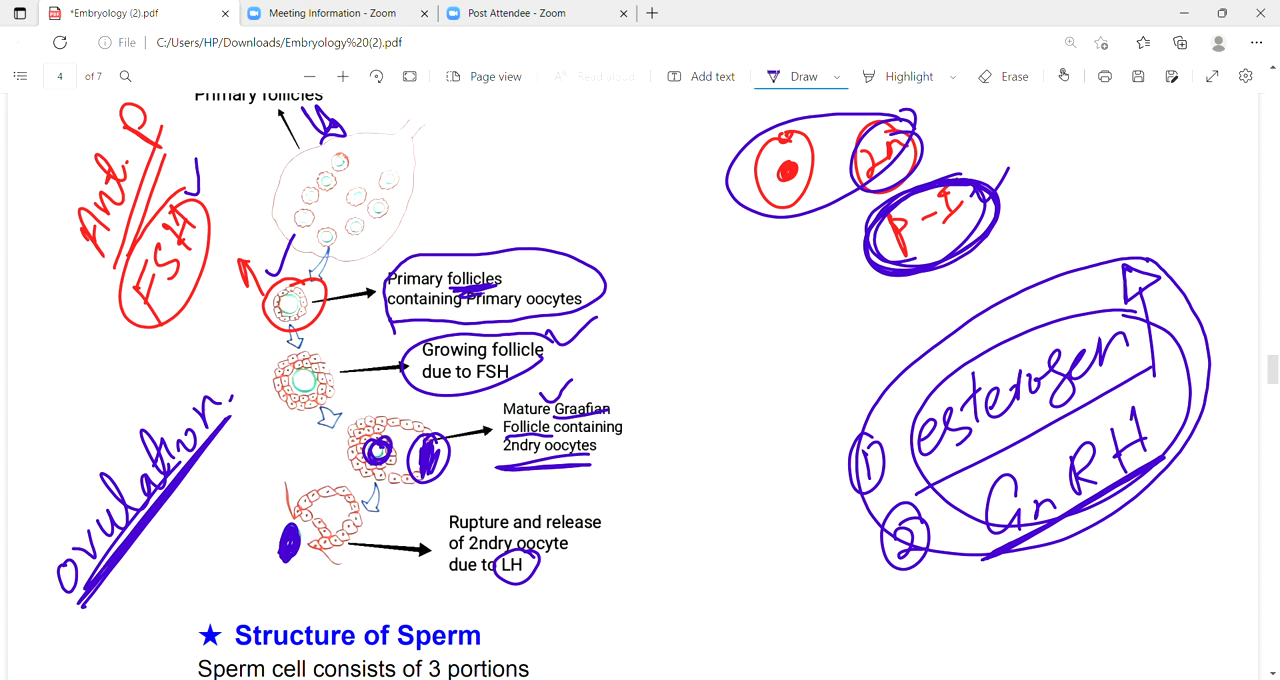 *Embryology (2).pdf
Meeting Information - Zoom
Post Attendee - Zoom
File
C:/Users/HP/Downloads/Embryology%20(2).pdf
4 of 7
Page view
Read aloud
Add text
Draw
Highlight
Erase
Primary follicles
Ant. P
FSH
2n
P-I
Primary follicles
containing Primary oocytes
Growing follicle
due to FSH
Mature Graafian
Follicle containing
2ndry oocytes
Rupture and release
of 2ndry oocyte
due to LH
ovulation.
① esterogen
② GnRH
★ Structure of Sperm
Sperm cell consists of 3 portions